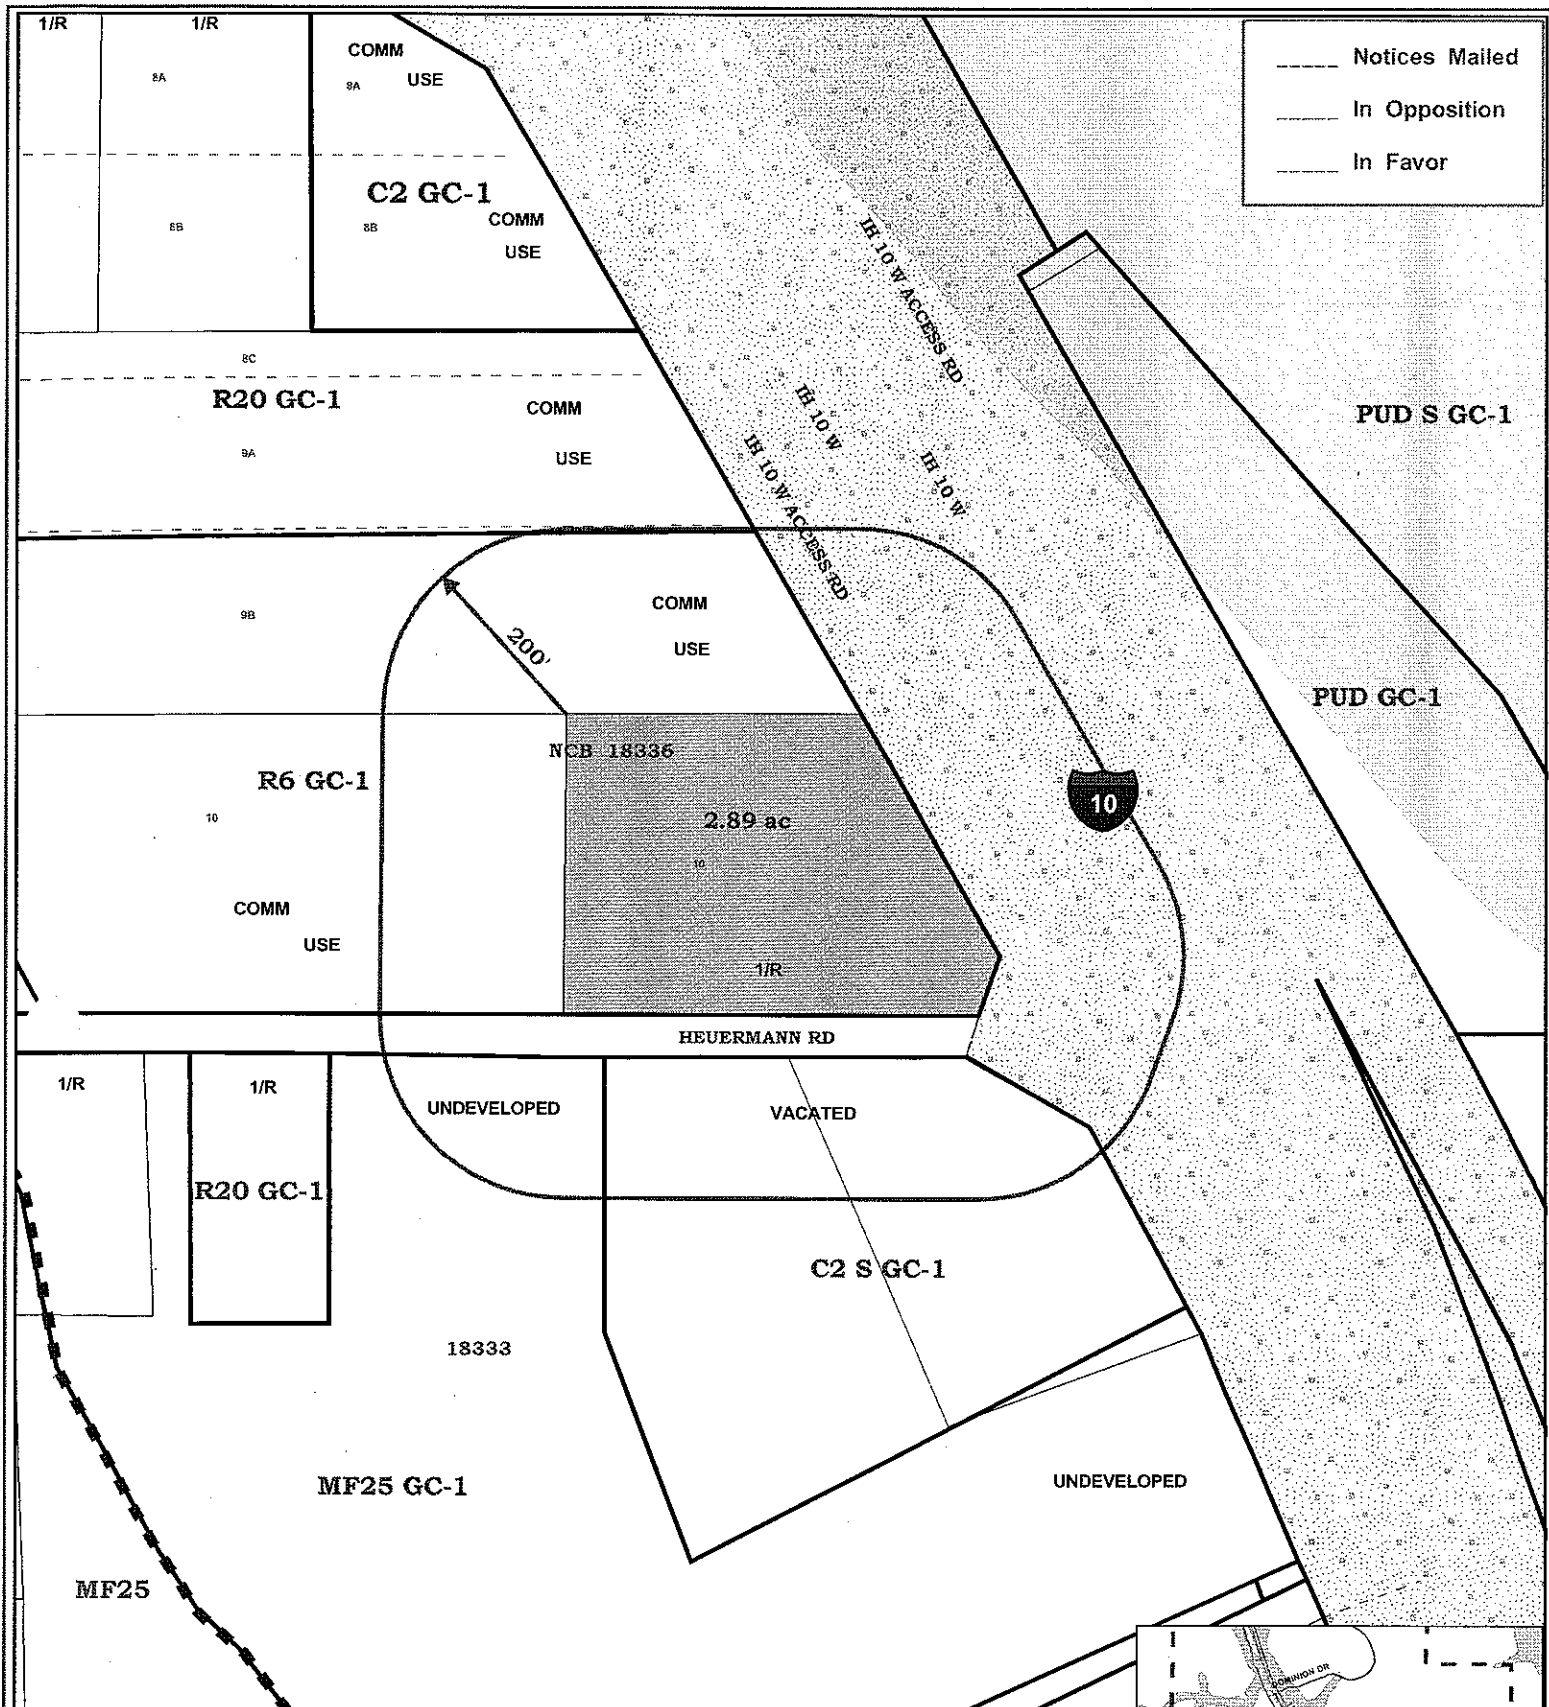 1/R
1/R
COMM
USE
8A
8A
Notices Mailed
In Opposition
In Favor
C2 GC-1
COMM
USE
8B
8B
IH 10 W ACCESS RD
8C
R20 GC-1
COMM
USE
9A
IH 10 W
IH 10 W
IH 10 W ACCESS RD
PUD S GC-1
9B
COMM
USE
200'
PUD GC-1
NCB 18336
R6 GC-1
10
2.89 ac
10
10
COMM
USE
1/R
HEUERMANN RD
1/R
1/R
UNDEVELOPED
VACATED
R20 GC-1
C2 S GC-1
18333
MF25 GC-1
UNDEVELOPED
MF25
DOMINION DR